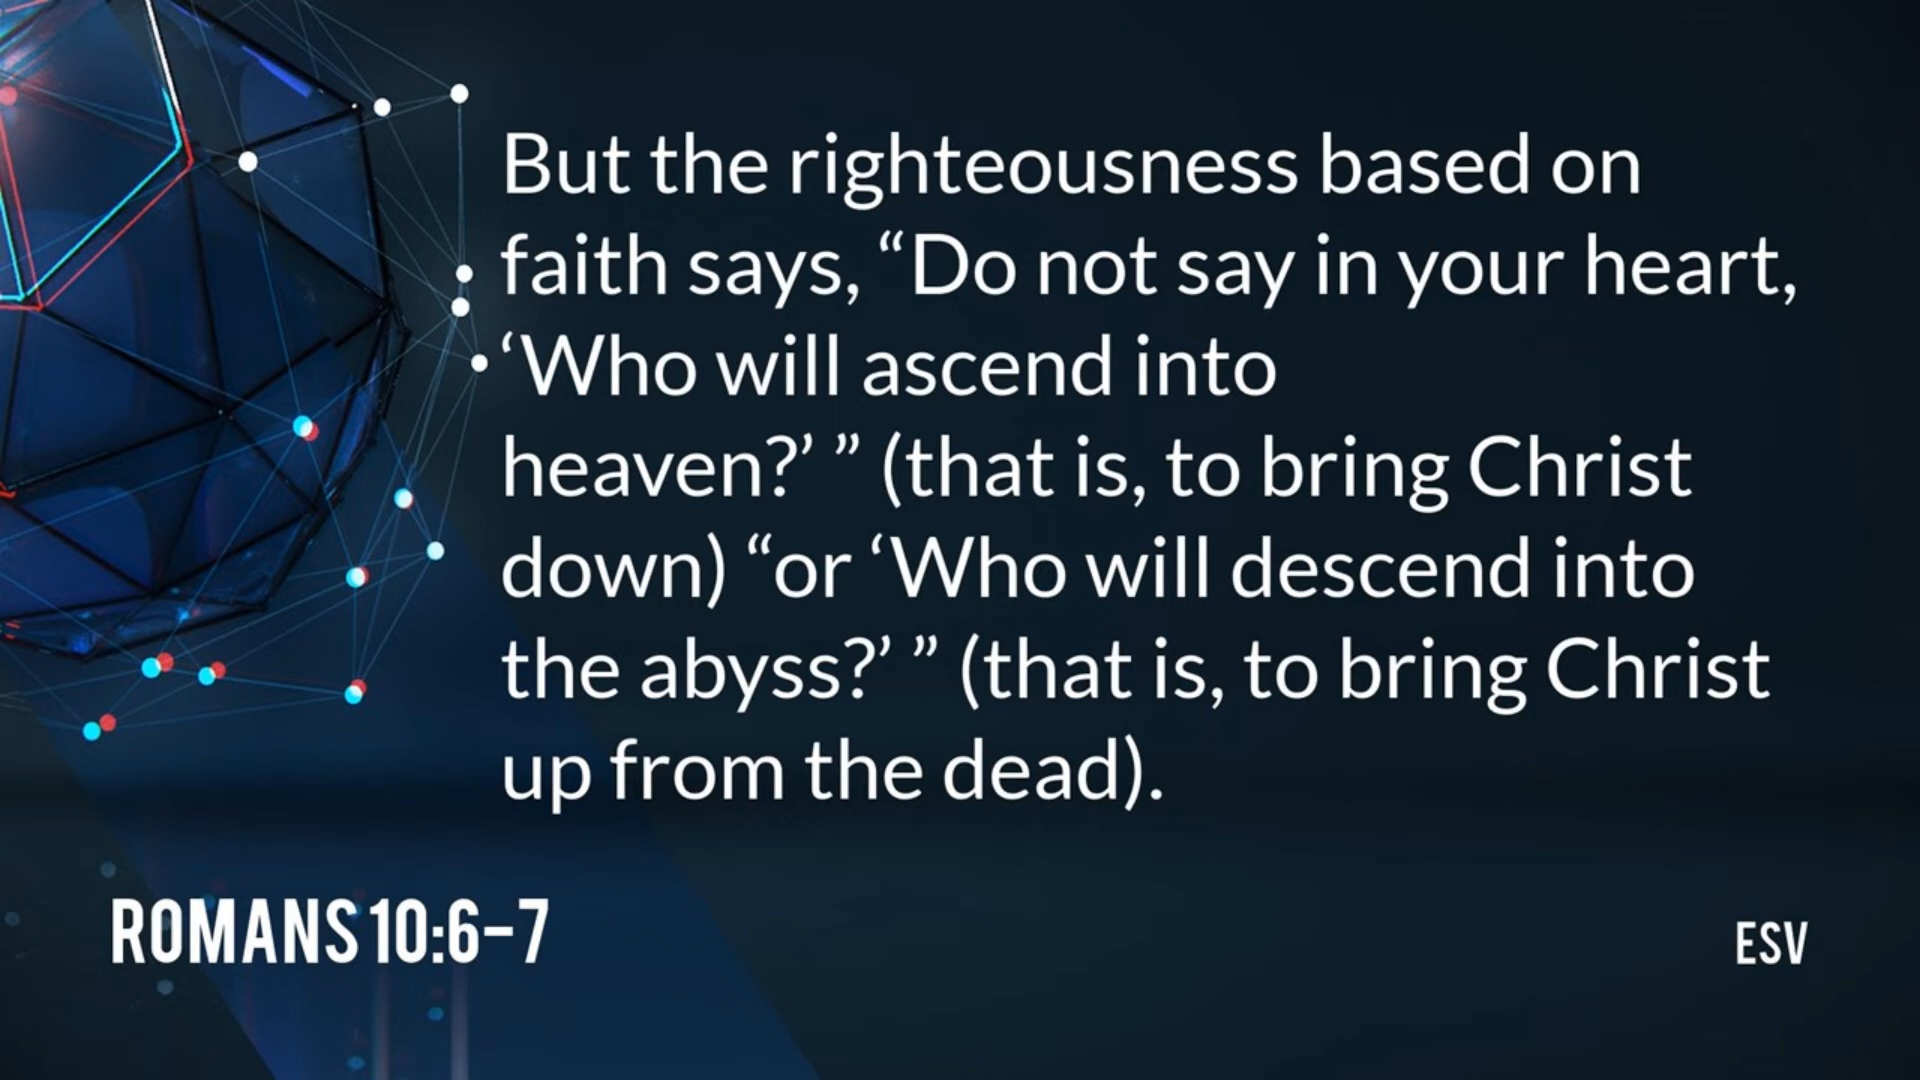 But the righteousness based on
faith says, “Do not say in your heart,
‘Who will ascend into
heaven?’ ” (that is, to bring Christ
down) “or ‘Who will descend into
the abyss?’ ” (that is, to bring Christ
up from the dead).
ROMANS 10:6–7
ESV